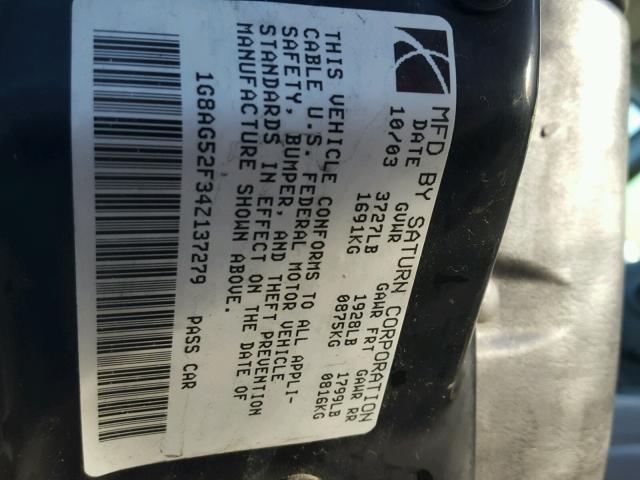 MFD BY SATURN CORPORATION
DATE GVWR GAWR FRT GAWR RR
10/03 3727LB 1928LB 1799LB
1691KG 0875KG 0816KG
THIS VEHICLE CONFORMS TO ALL APPLI-
CABLE U.S. FEDERAL MOTOR VEHICLE
SAFETY, BUMPER, AND THEFT PREVENTION
STANDARDS IN EFFECT ON THE DATE OF
MANUFACTURE SHOWN ABOVE.
1G8AG52F34Z137279 PASS CAR